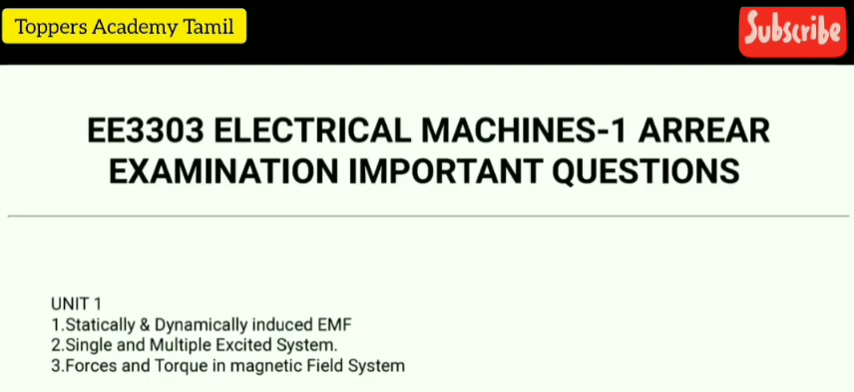 Toppers Academy Tamil
Subscribe
EE3303 ELECTRICAL MACHINES-1 ARREAR
EXAMINATION IMPORTANT QUESTIONS
UNIT 1
1.Statically & Dynamically induced EMF
2.Single and Multiple Excited System.
3.Forces and Torque in magnetic Field System